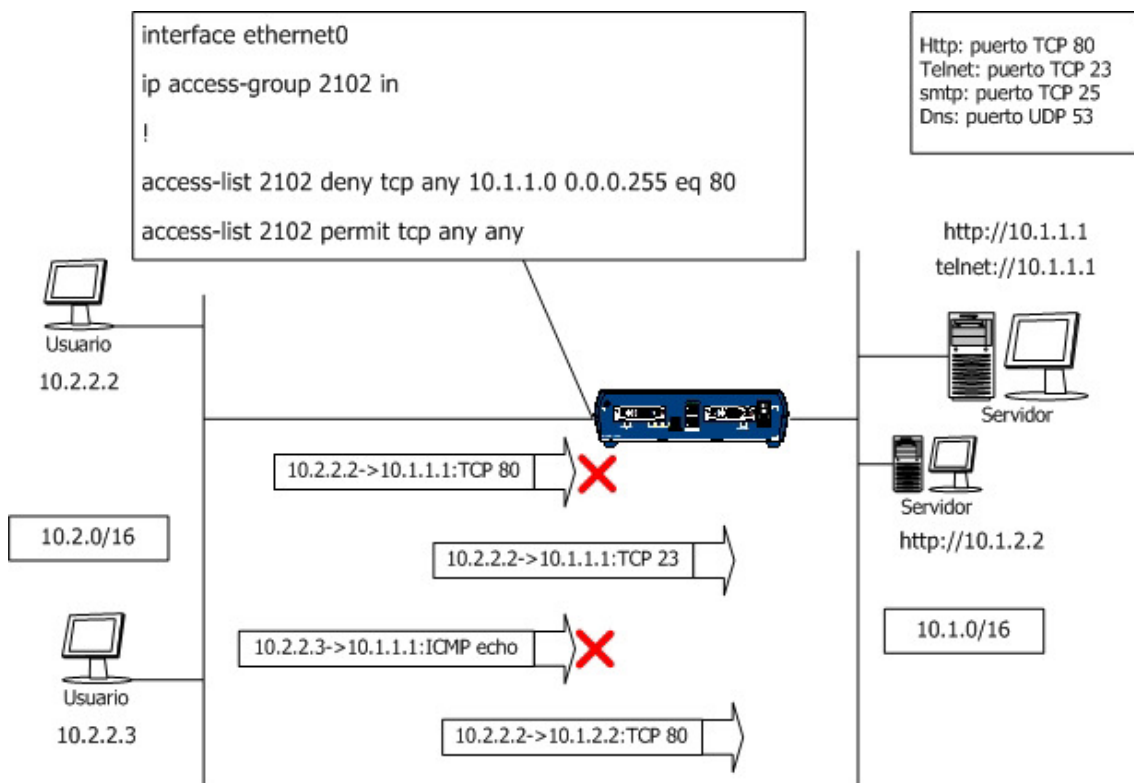 interface ethernet0
ip access-group 2102 in
!
access-list 2102 deny tcp any 10.1.1.0 0.0.0.255 eq 80
access-list 2102 permit tcp any any
Http: puerto TCP 80
Telnet: puerto TCP 23
smtp: puerto TCP 25
Dns: puerto UDP 53
http://10.1.1.1
telnet://10.1.1.1
Usuario
10.2.2.2
Servidor
10.2.2.2->10.1.1.1:TCP 80
Servidor
http://10.1.2.2
10.2.0/16
10.2.2.2->10.1.1.1:TCP 23
10.2.2.3->10.1.1.1:ICMP echo
10.1.0/16
Usuario
10.2.2.3
10.2.2.2->10.1.2.2:TCP 80